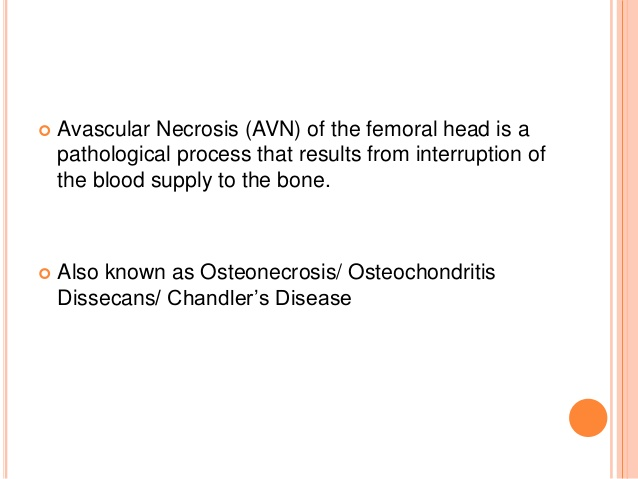 Avascular Necrosis (AVN) of the femoral head is a
pathological process that results from interruption of
the blood supply to the bone.
Also known as Osteonecrosis/ Osteochondritis
Dissecans/ Chandler’s Disease